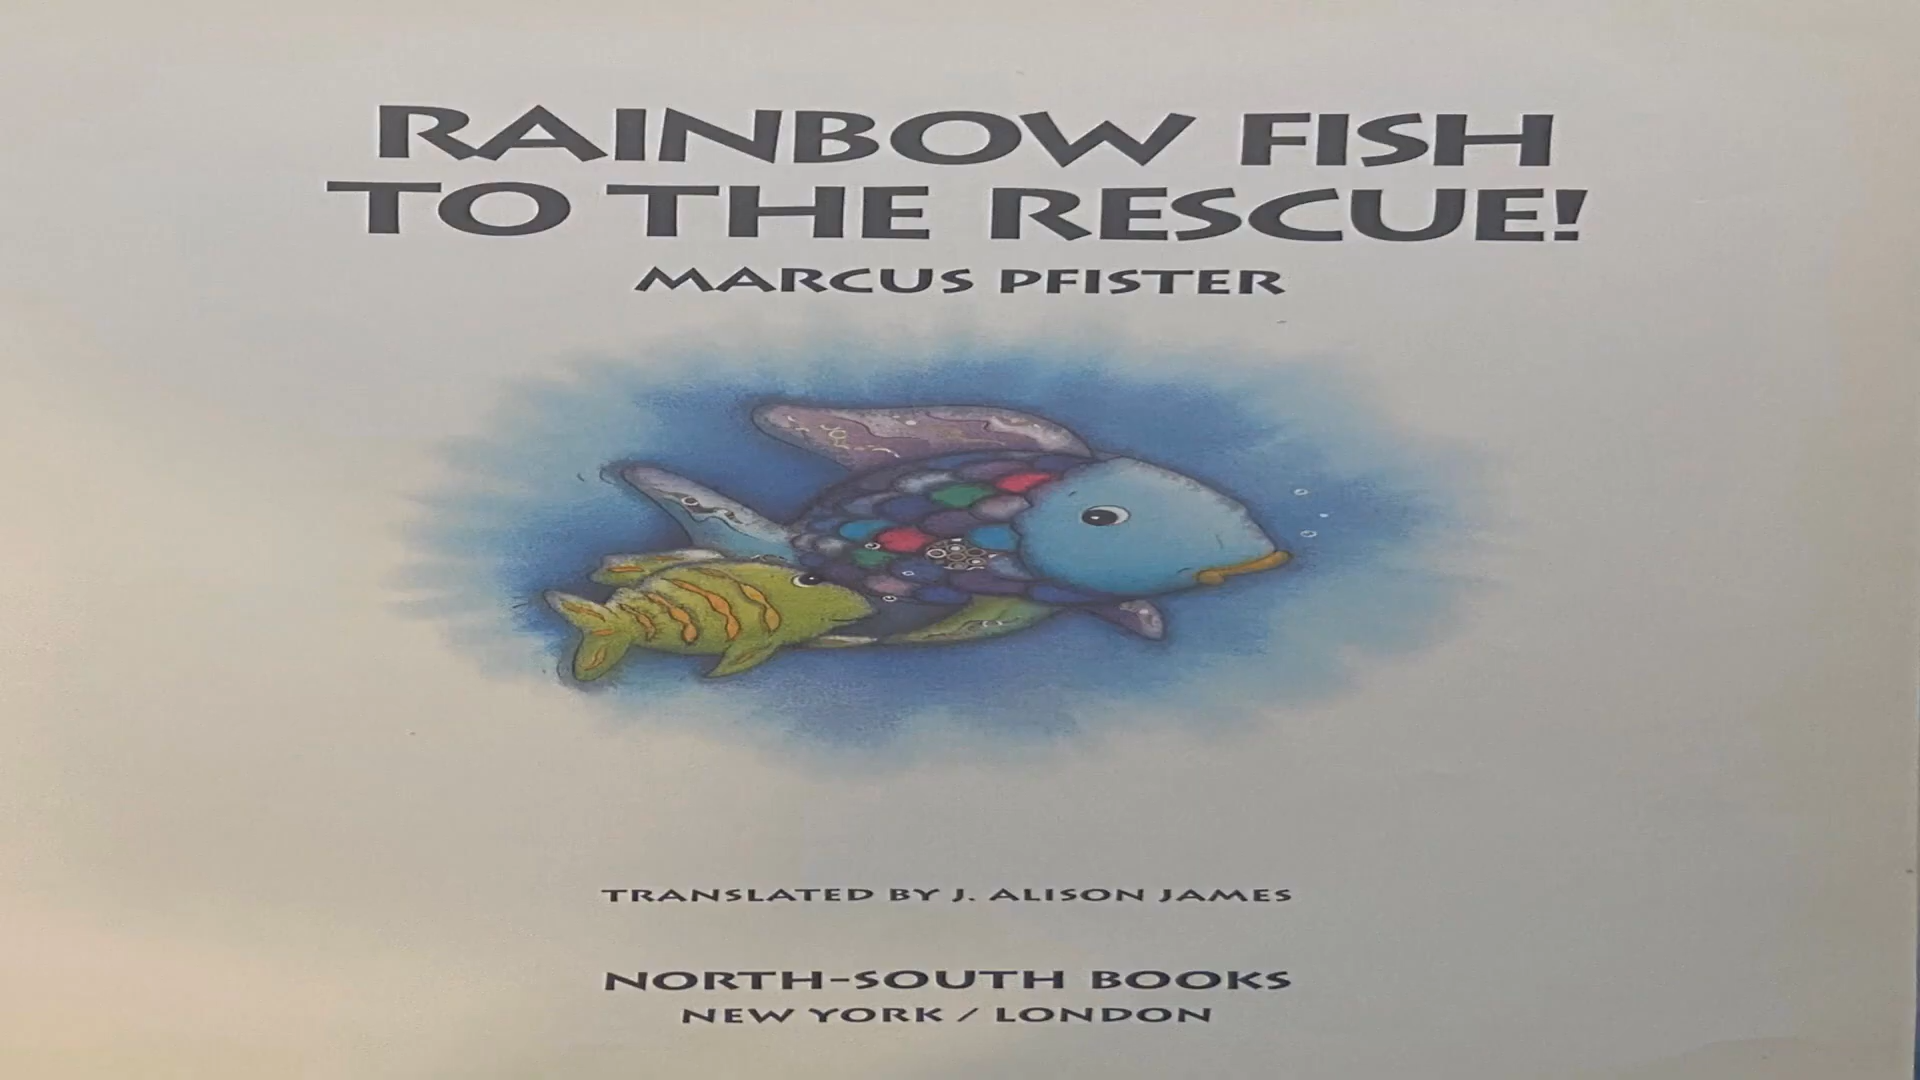 RAINBOW FISH
TO THE RESCUE!
MARCUS PFISTER
TRANSLATED BY J. ALISON JAMES
NORTH-SOUTH BOOKS
NEW YORK / LONDON